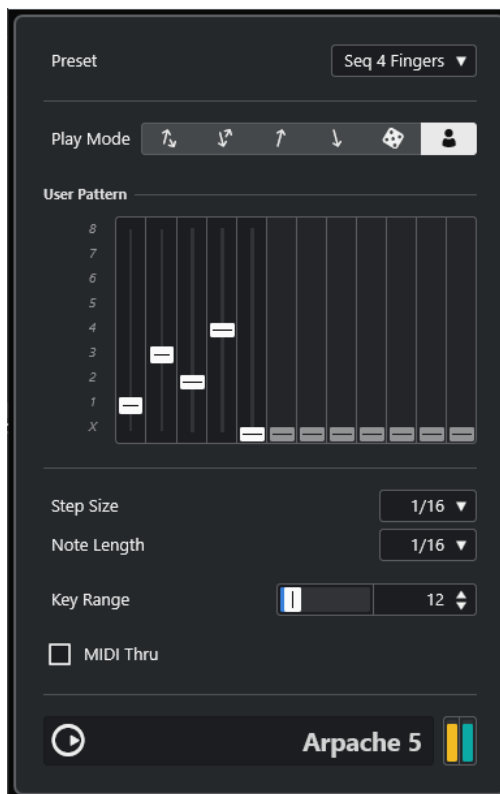 Preset
Seq 4 Fingers
Play Mode
User Pattern
8
7
6
5
4
3
2
1
X
Step Size
1/16
Note Length
1/16
Key Range
12
MIDI Thru
Arpache 5